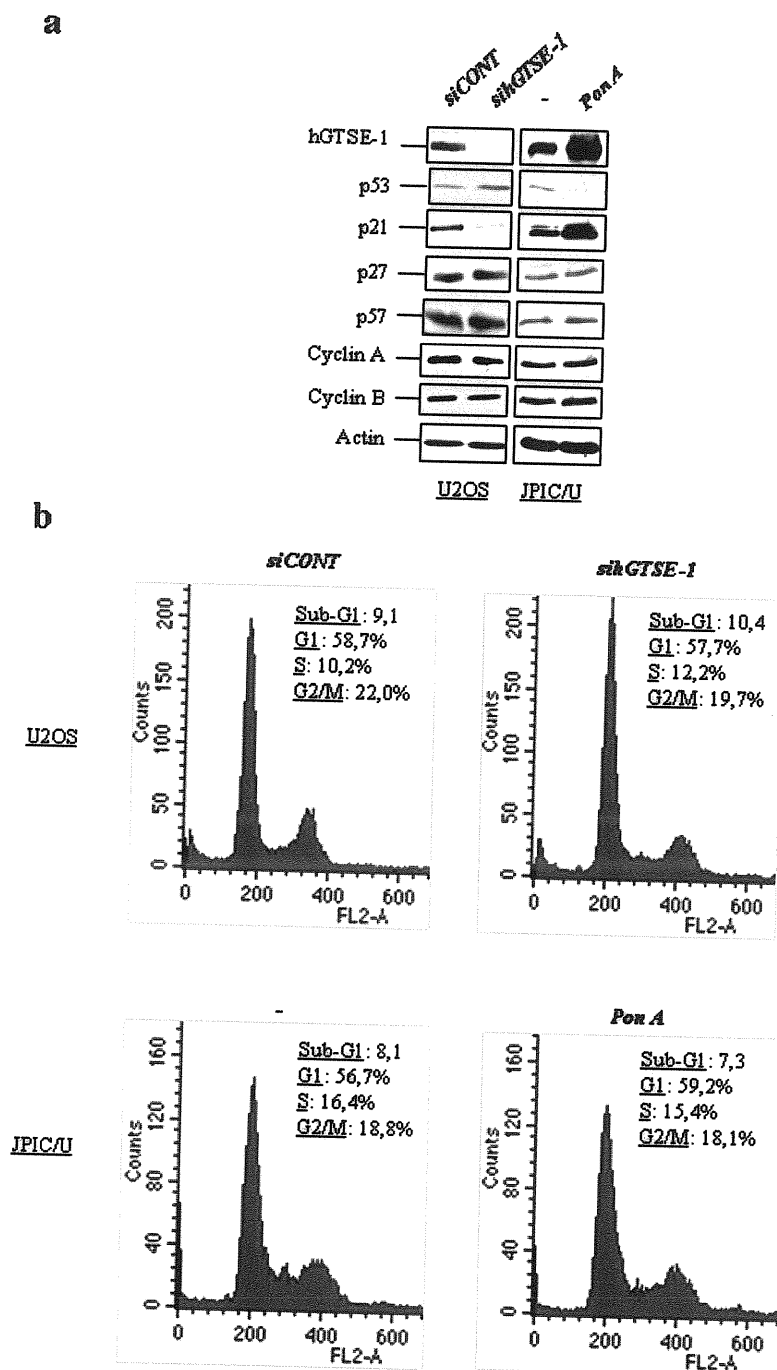 a
siCONT sihGTSE-1 - Pon A
hGTSE-1
p53
p21
p27
p57
Cyclin A
Cyclin B
Actin
U2OS JPIC/U
b
siCONT
Sub-G1: 9,1
G1: 58,7%
S: 10,2%
G2/M: 22,0%
Counts
0 50 100 150 200
0 200 400 600
FL2-A
sihGTSE-1
Sub-G1: 10,4
G1: 57,7%
S: 12,2%
G2/M: 19,7%
Counts
0 50 100 150 200
0 200 400 600
FL2-A
U2OS
-
Sub-G1: 8,1
G1: 56,7%
S: 16,4%
G2/M: 18,8%
Counts
0 40 80 120 160
0 200 400 600
FL2-A
Pon A
Sub-G1: 7,3
G1: 59,2%
S: 15,4%
G2/M: 18,1%
Counts
0 40 80 120 160
0 200 400 600
FL2-A
JPIC/U